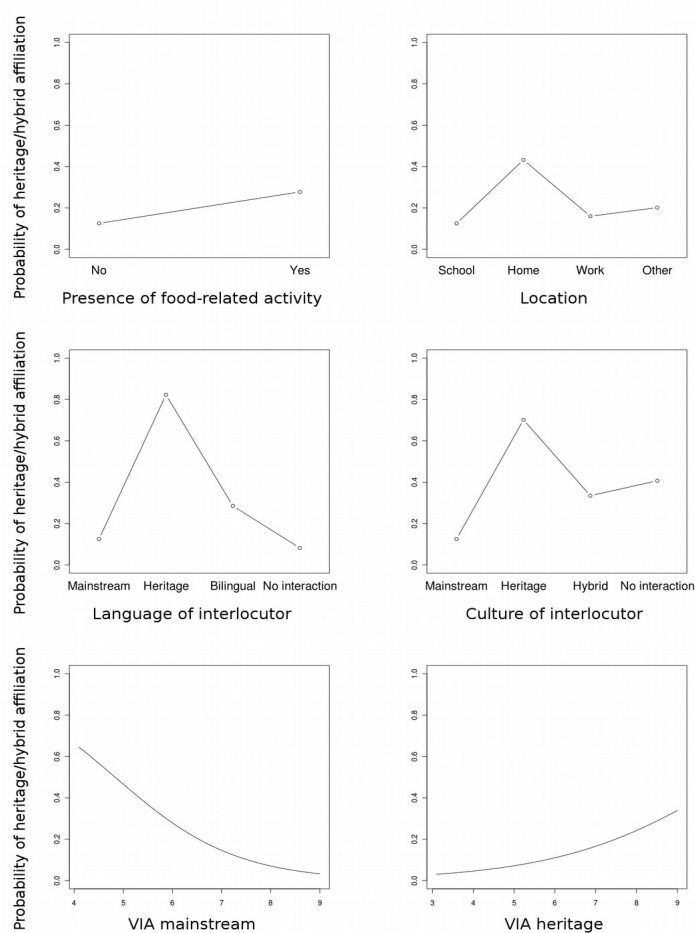 Probability of heritage/hybrid affiliation
1.0
0.8
0.6
0.4
0.2
0.0
No Yes
Presence of food-related activity
1.0
0.8
0.6
0.4
0.2
0.0
School Home Work Other
Location
Probability of heritage/hybrid affiliation
1.0
0.8
0.6
0.4
0.2
0.0
Mainstream Heritage Bilingual No interaction
Language of interlocutor
1.0
0.8
0.6
0.4
0.2
0.0
Mainstream Heritage Hybrid No interaction
Culture of interlocutor
Probability of heritage/hybrid affiliation
1.0
0.8
0.6
0.4
0.2
0.0
4 5 6 7 8 9
VIA mainstream
1.0
0.8
0.6
0.4
0.2
0.0
3 4 5 6 7 8 9
VIA heritage